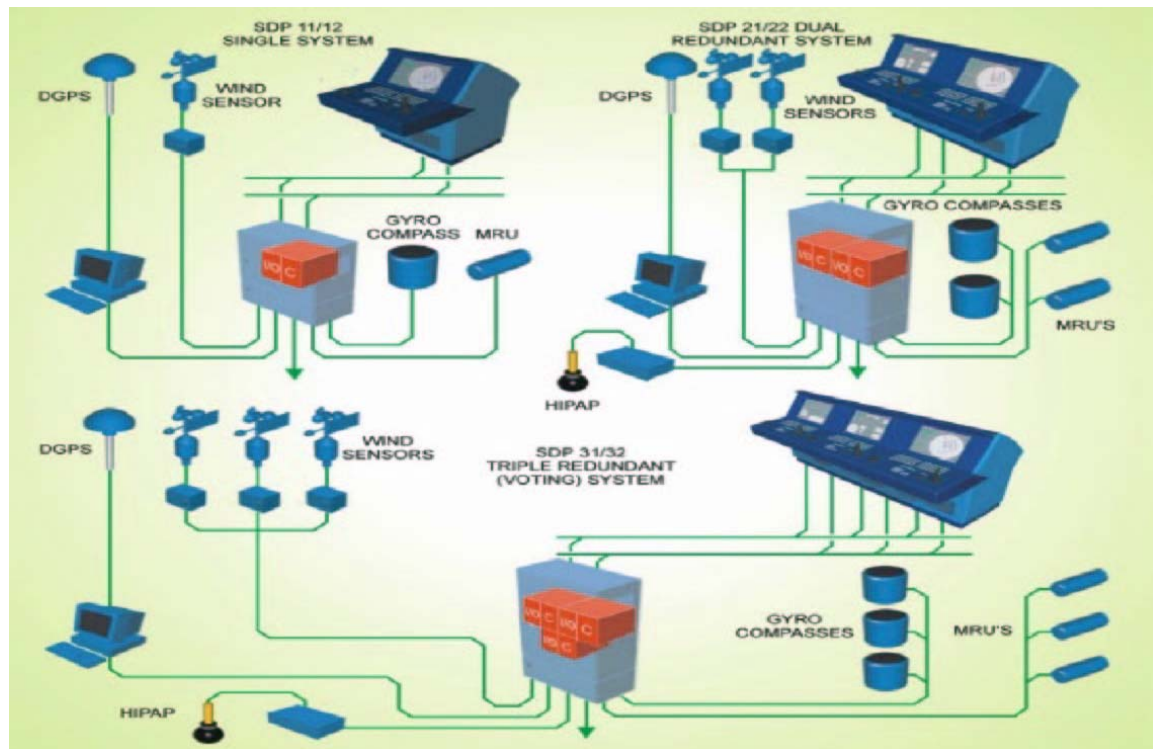 SDP 11/12
SINGLE SYSTEM
DGPS
WIND
SENSOR
GYRO
COMPASS
MRU
I/O C
SDP 21/22 DUAL
REDUNDANT SYSTEM
DGPS
WIND
SENSORS
GYRO COMPASSES
I/O C I/O C
MRU'S
HIPAP
DGPS
WIND
SENSORS
SDP 31/32
TRIPLE REDUNDANT
(VOTING) SYSTEM
I/O C I/O C
I/O C
GYRO
COMPASSES
MRU'S
HIPAP